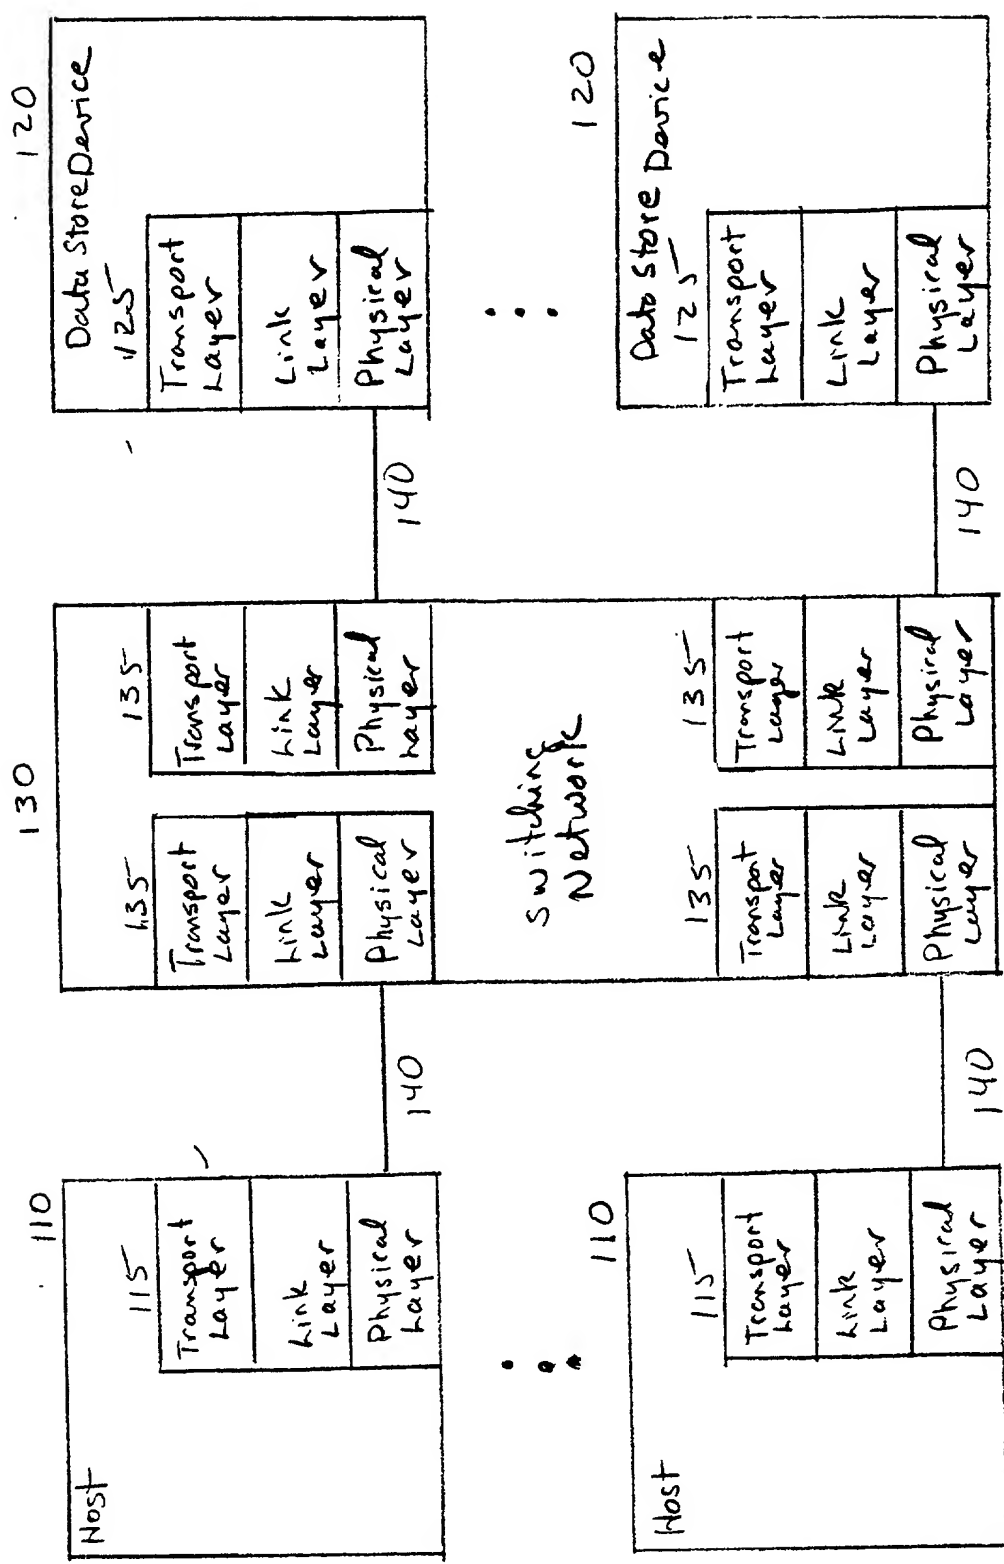 110
Host
115
Transport
Layer
Link
Layer
Physical
Layer
140
130
135
Transport
Layer
Link
Layer
Physical
Layer
135
Transport
Layer
Link
Layer
Physical
Layer
140
120
Data Store Device
125
Transport
Layer
Link
Layer
Physical
Layer
Switching
Network
110
Host
115
Transport
Layer
Link
Layer
Physical
Layer
140
135
Transport
Layer
Link
Layer
Physical
Layer
135
Transport
Layer
Link
Layer
Physical
Layer
140
120
Data Store Device
125
Transport
Layer
Link
Layer
Physical
Layer